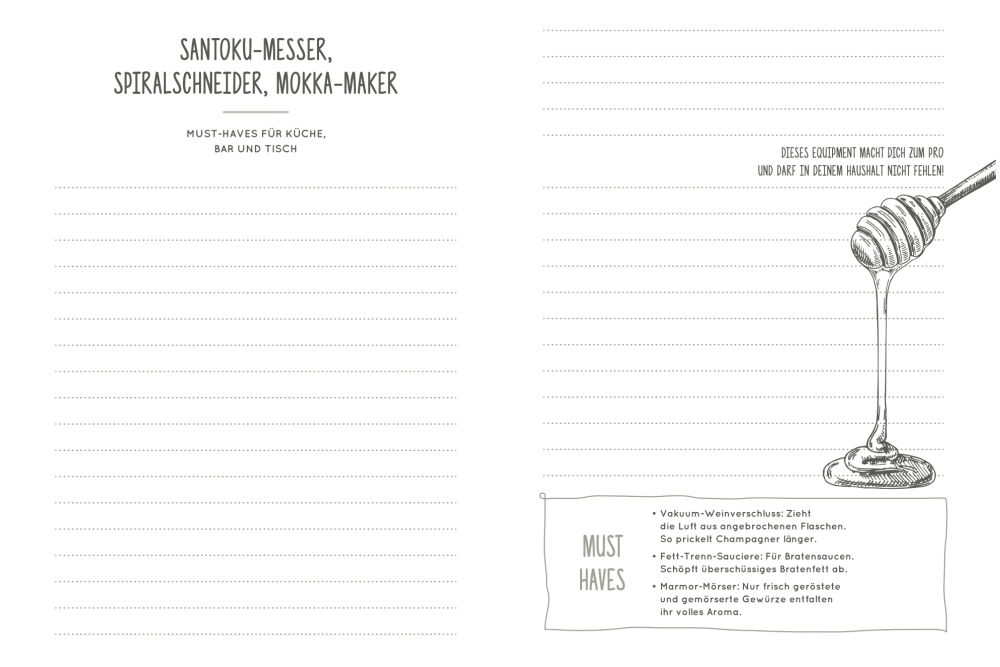 SANTOKU-MESSER,
SPIRALSCHNEIDER, MOKKA-MAKER
MUST-HAVES FÜR KÜCHE,
BAR UND TISCH
DIESES EQUIPMENT MACHT DICH ZUM PRO
UND DARF IN DEINEM HAUSHALT NICHT FEHLEN!
MUST
HAVES
• Vakuum-Weinverschluss: Zieht
die Luft aus angebrochenen Flaschen.
So prickelt Champagner länger.
• Fett-Trenn-Sauciere: Für Bratensaucen.
Schöpft überschüssiges Bratenfett ab.
• Marmor-Mörser: Nur frisch geröstete
und gemörserte Gewürze entfalten
ihr volles Aroma.